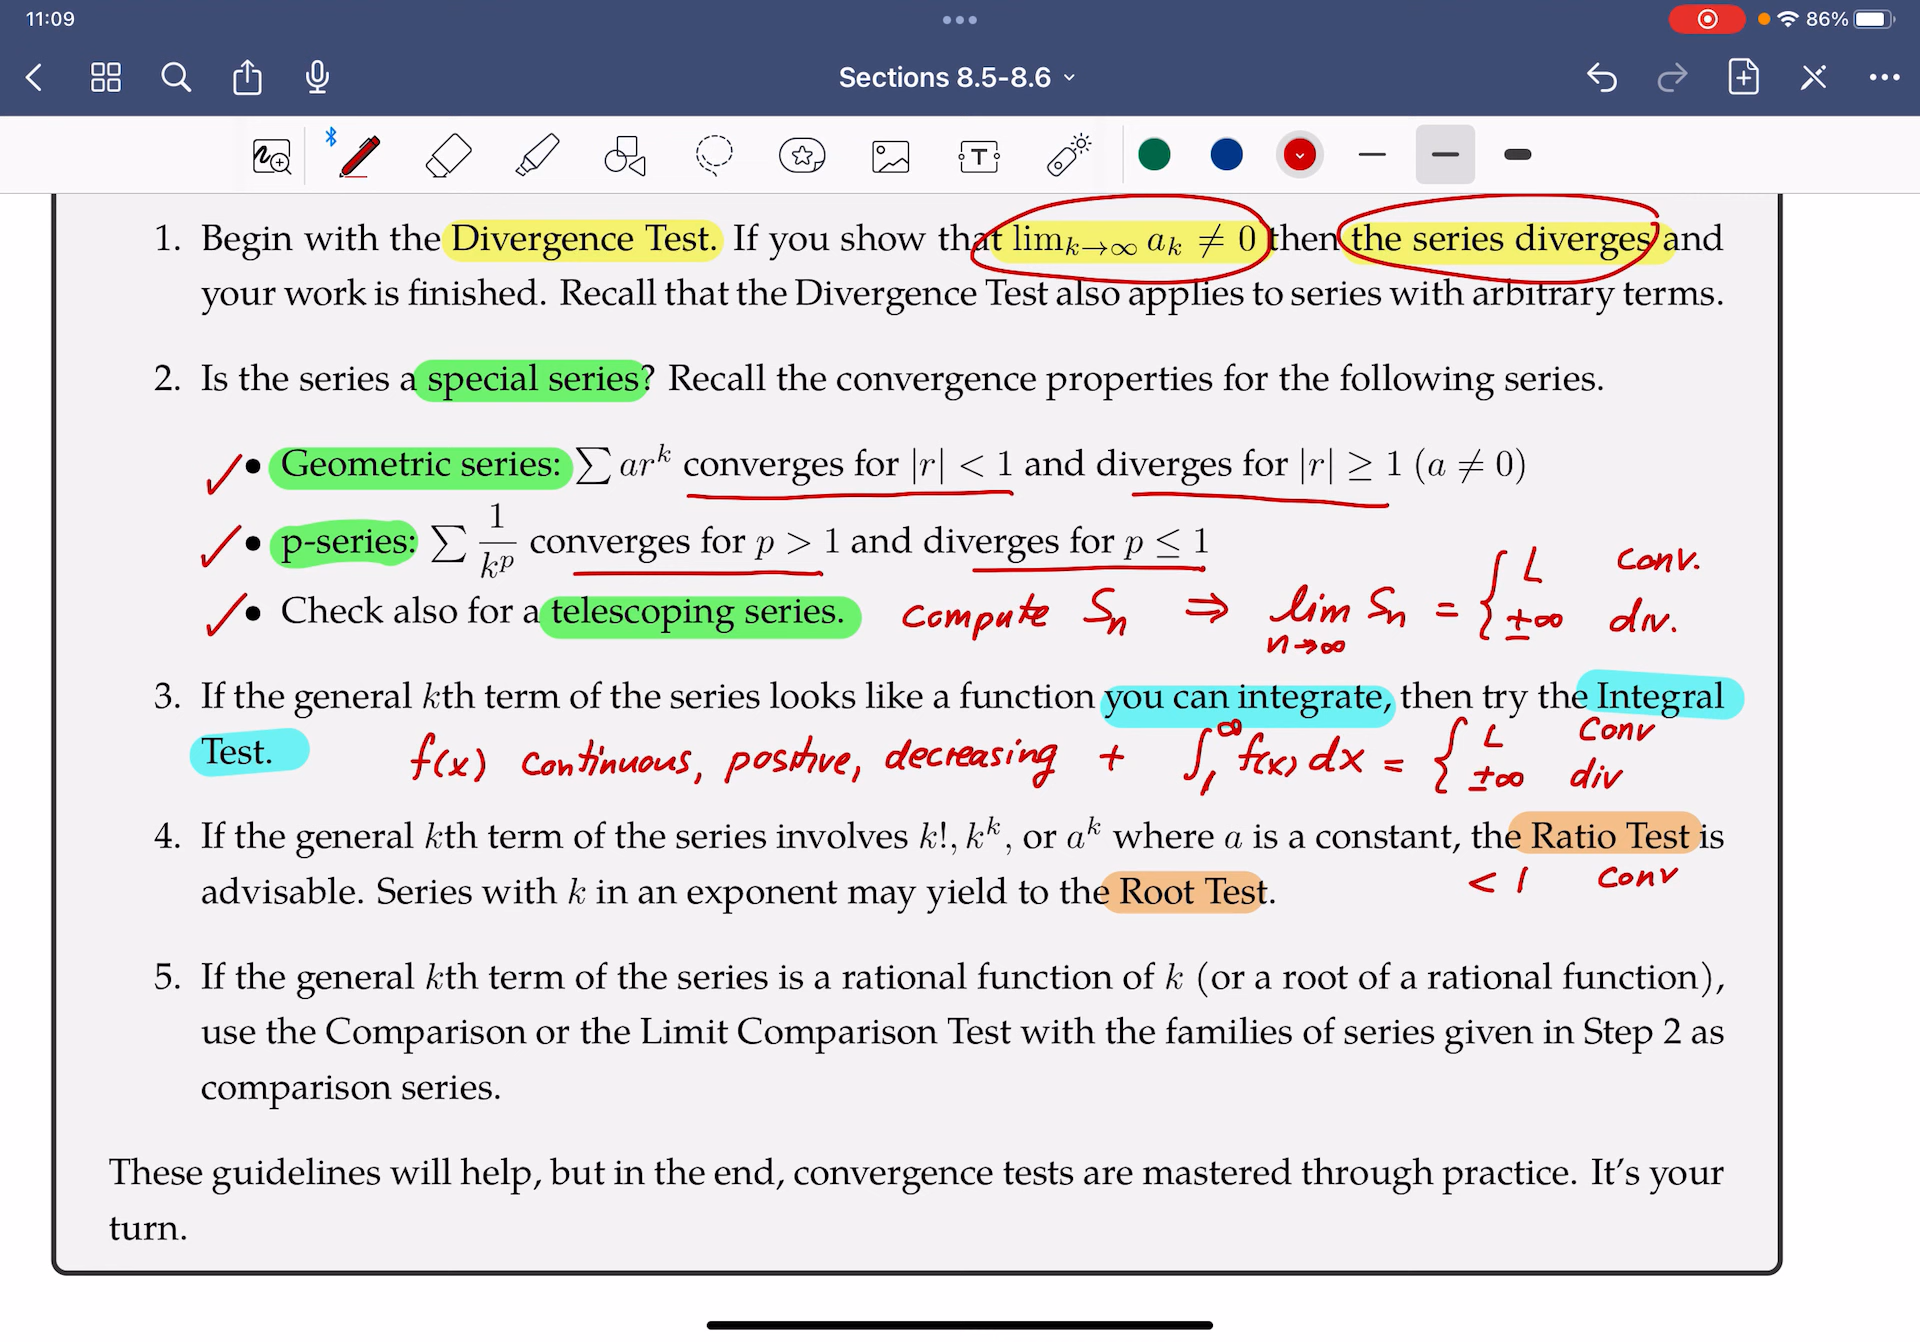 11:09
86%
Sections 8.5-8.6
T
1. Begin with the Divergence Test. If you show that lim_{k→∞} a_k ≠ 0 then the series diverges and
your work is finished. Recall that the Divergence Test also applies to series with arbitrary terms.
2. Is the series a special series? Recall the convergence properties for the following series.
• Geometric series: ∑ ar^k converges for |r| < 1 and diverges for |r| ≥ 1 (a ≠ 0)
• p-series: ∑ 1/k^p converges for p > 1 and diverges for p ≤ 1
• Check also for a telescoping series. compute S_n ⇒ lim_{n→∞} S_n = { L conv.
±∞ div.
3. If the general kth term of the series looks like a function you can integrate, then try the Integral
Test. f(x) continuous, positive, decreasing + ∫_1^∞ f(x) dx = { L conv
±∞ div
4. If the general kth term of the series involves k!, k^k, or a^k where a is a constant, the Ratio Test is
advisable. Series with k in an exponent may yield to the Root Test. < 1 conv
5. If the general kth term of the series is a rational function of k (or a root of a rational function),
use the Comparison or the Limit Comparison Test with the families of series given in Step 2 as
comparison series.
These guidelines will help, but in the end, convergence tests are mastered through practice. It's your
turn.